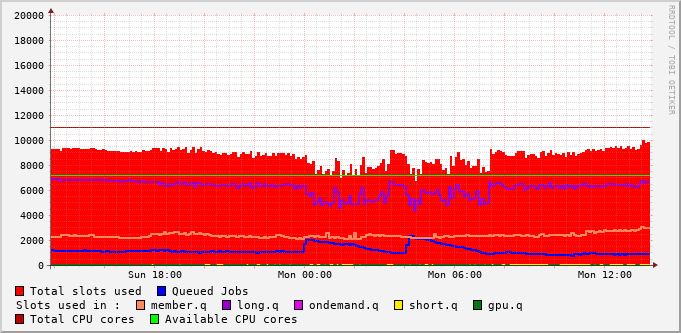 20000
18000
16000
14000
12000
10000
8000
6000
4000
2000
0
Sun 18:00 Mon 00:00 Mon 06:00 Mon 12:00
RRDTOOL / TOBI OETIKER
Total slots used Queued Jobs
Slots used in : member.q long.q ondemand.q short.q gpu.q
Total CPU cores Available CPU cores